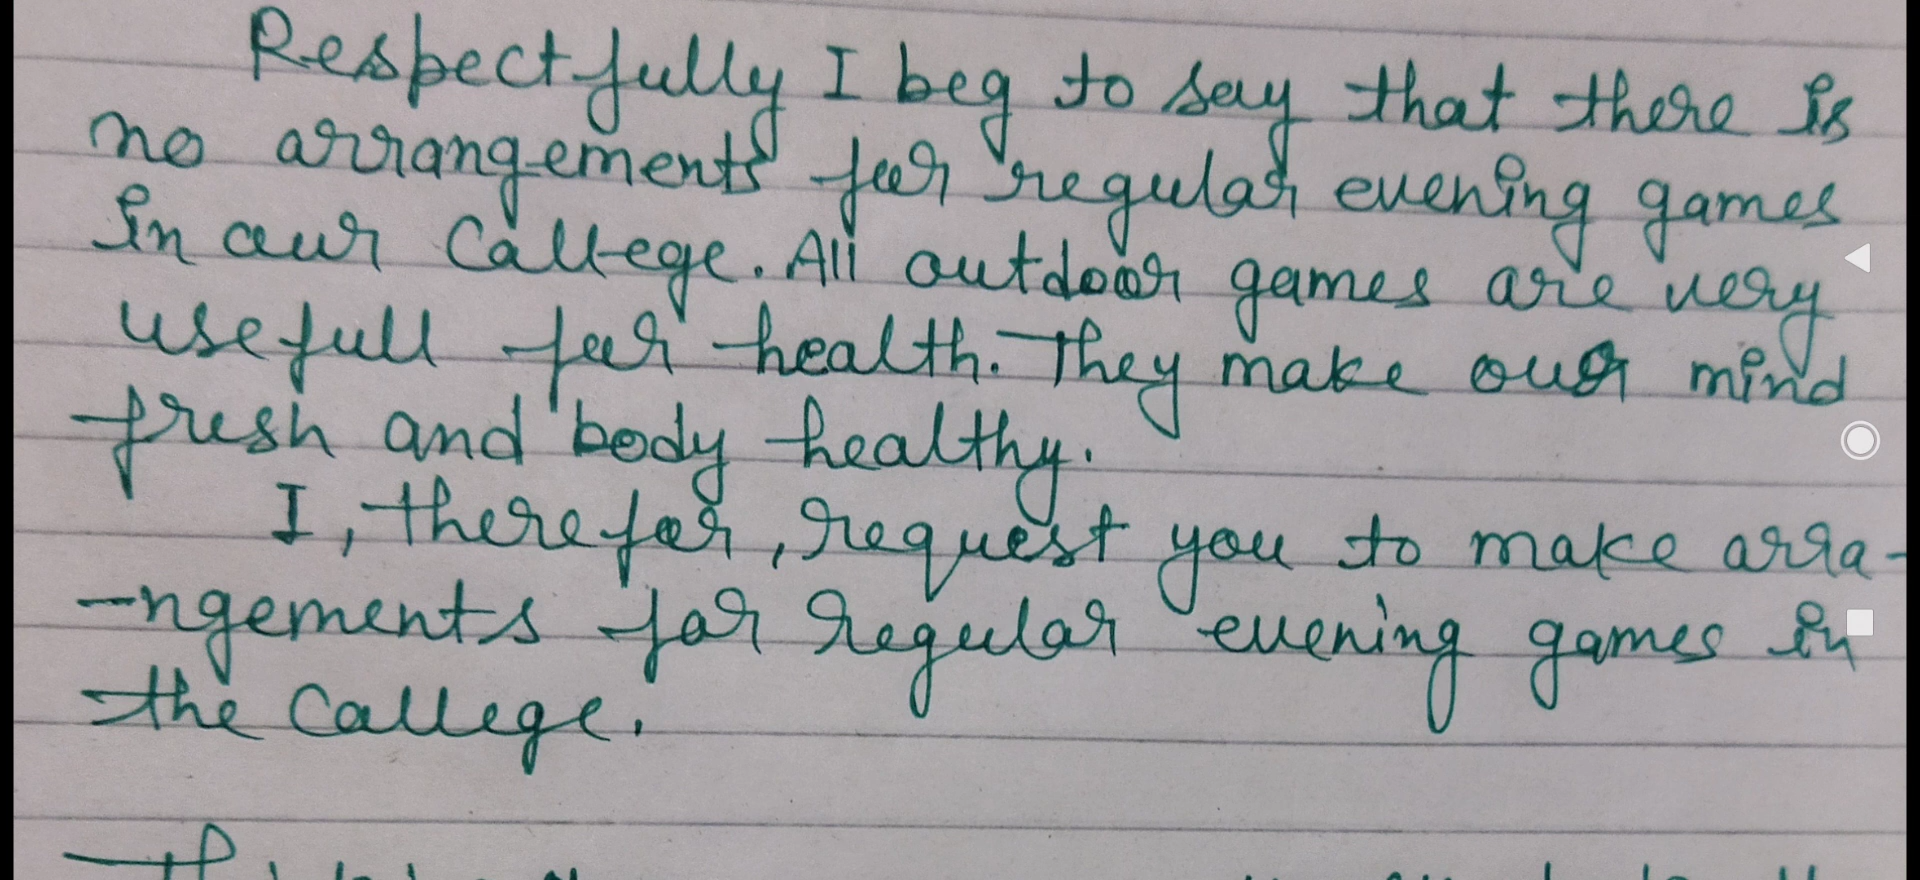 Respectfully I beg to say that there is
no arrangements for regular evening games
in our College. All outdoor games are very
usefull for health. They make our mind
fresh and body healthy.
I, therefor, request you to make arra-
-ngements for regular evening games in
the College.